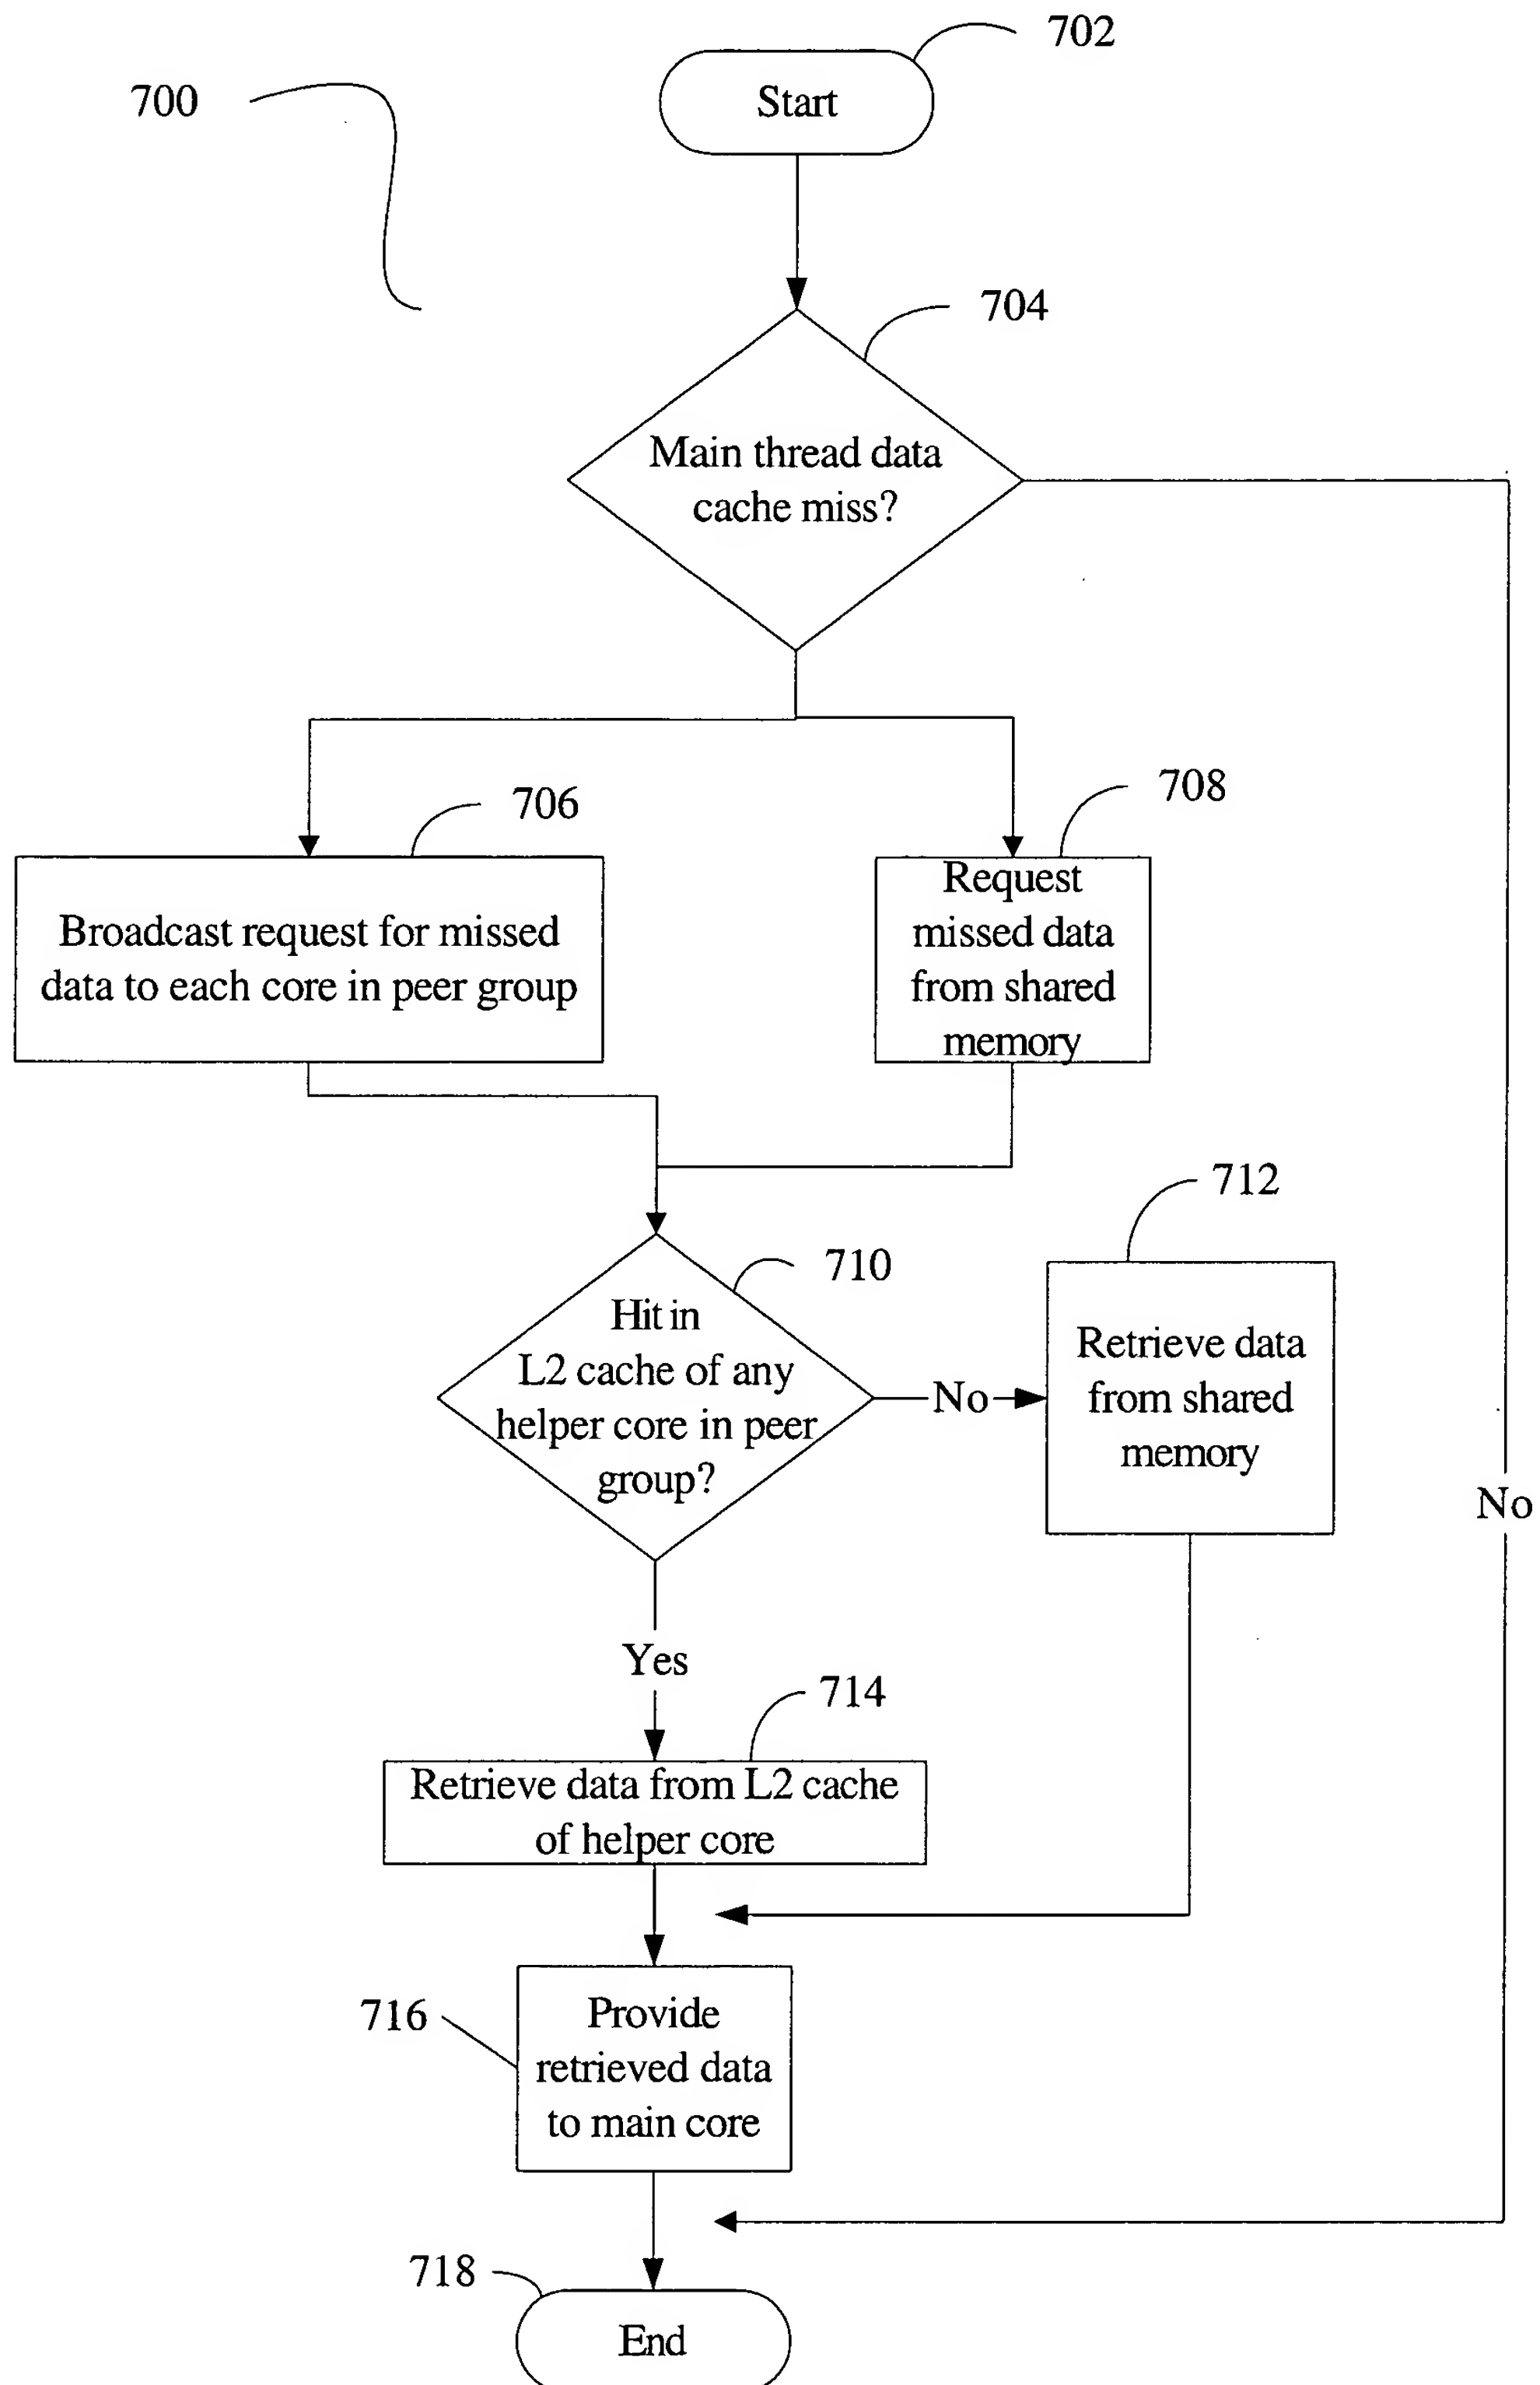 702
700
Start
704
Main thread data
cache miss?
706
708
Broadcast request for missed
data to each core in peer group
Request
missed data
from shared
memory
712
710
Hit in
L2 cache of any
helper core in peer
group?
No
Retrieve data
from shared
memory
No
Yes
714
Retrieve data from L2 cache
of helper core
716
Provide
retrieved data
to main core
718
End